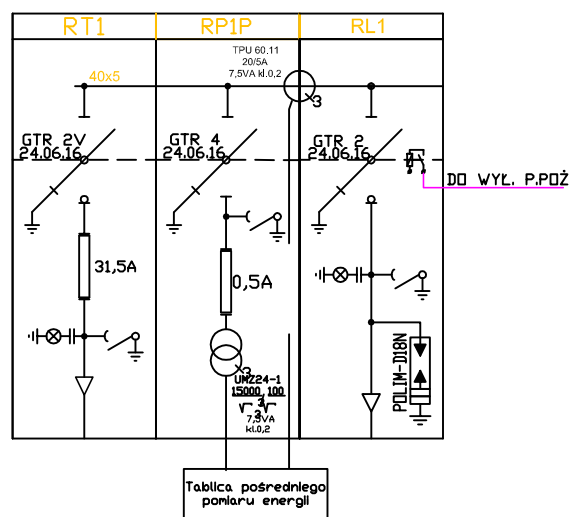 RT1
RP1P
RL1
TPU 60.11
20/5A
7,5VA kl.0,2
40x5
3
GTR 2V
24.06.16
GTR 4
24.06.16
GTR 2
24.06.16
DO WYŁ. P.POŻ
31,5A
0,5A
3
UMZ24-1
15000 100
√3 √3
7,5VA
kl.0,2
POLIM-D18N
Tablica pośredniego
pomiaru energii